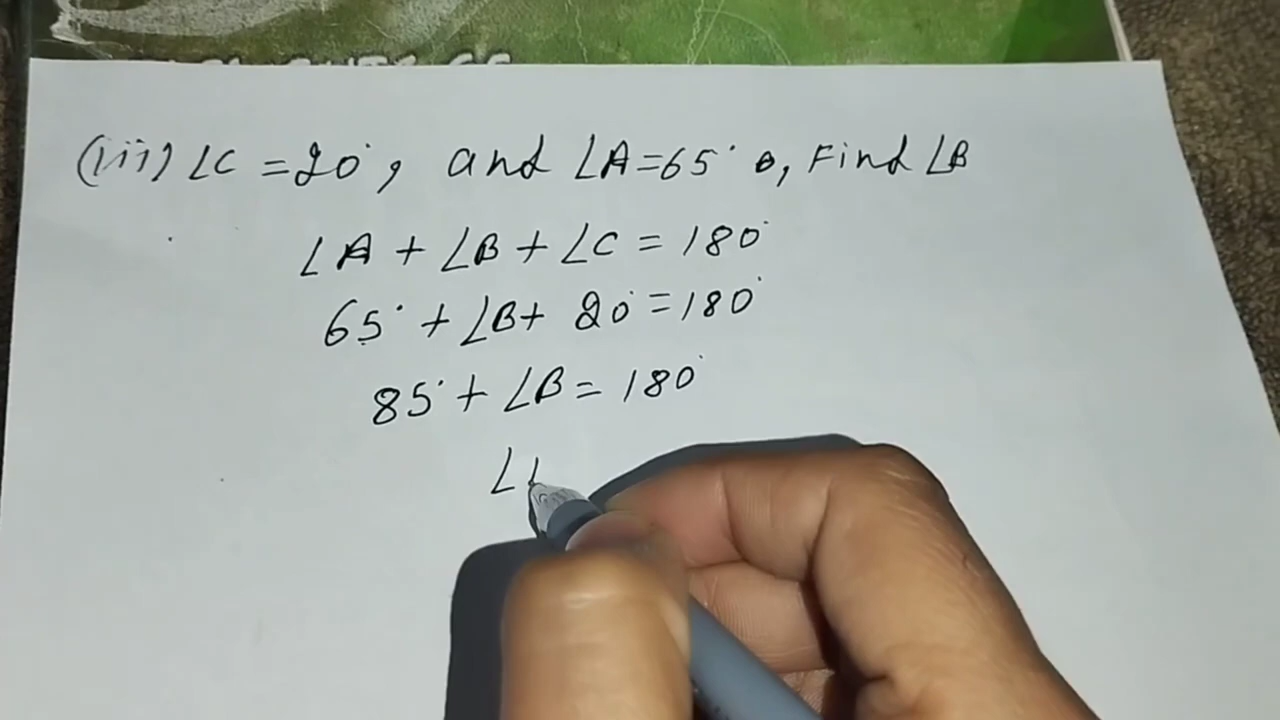 (iii) ∠C = 20°, and ∠A = 65°, Find ∠B
∠A + ∠B + ∠C = 180°
65° + ∠B + 20° = 180°
85° + ∠B = 180°
∠